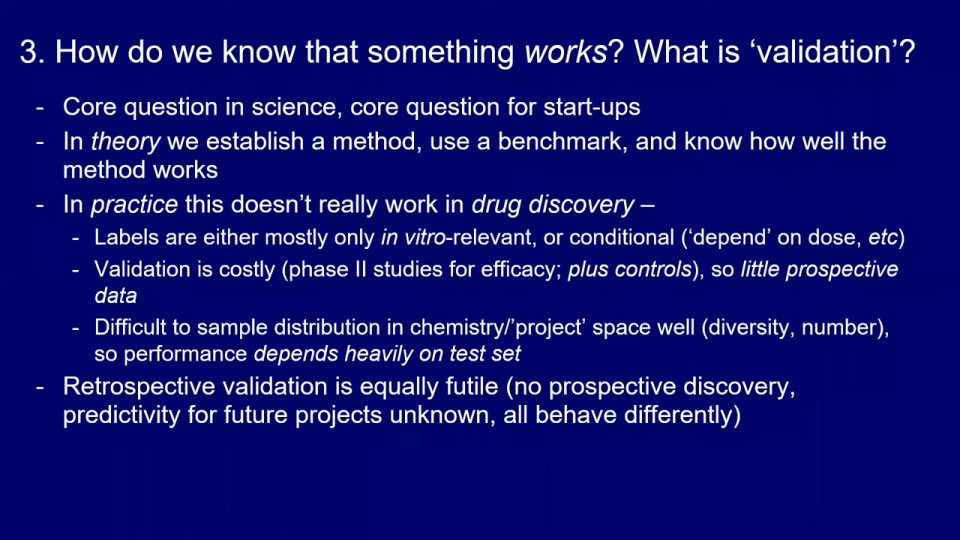 3. How do we know that something works? What is ‘validation’?
- Core question in science, core question for start-ups
- In theory we establish a method, use a benchmark, and know how well the
method works
- In practice this doesn’t really work in drug discovery –
- Labels are either mostly only in vitro-relevant, or conditional (‘depend’ on dose, etc)
- Validation is costly (phase II studies for efficacy; plus controls), so little prospective
data
- Difficult to sample distribution in chemistry/’project’ space well (diversity, number),
so performance depends heavily on test set
- Retrospective validation is equally futile (no prospective discovery,
predictivity for future projects unknown, all behave differently)